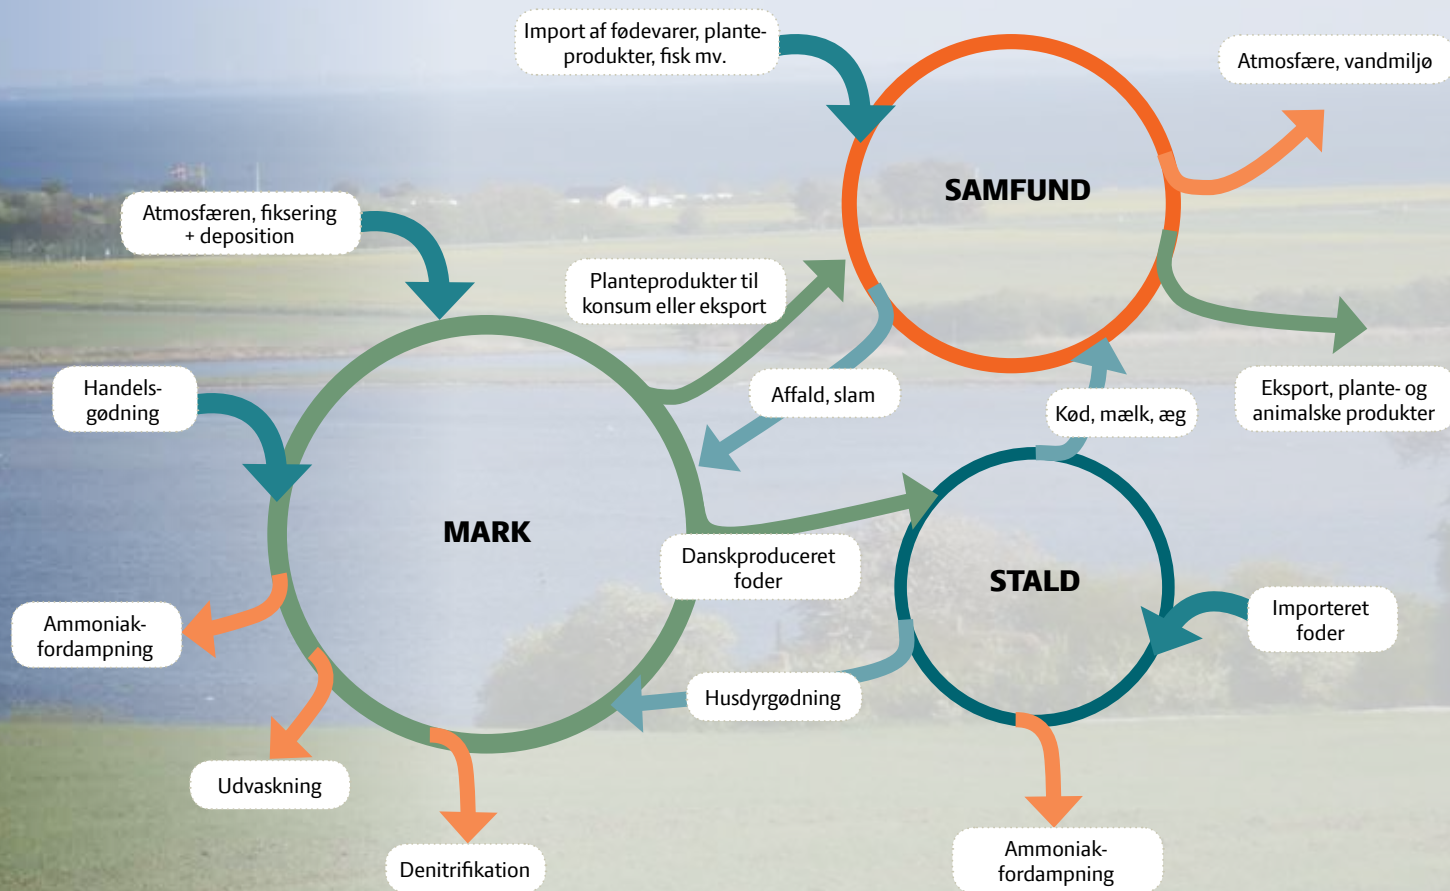 Import af fødevarer, plante-
produkter, fisk mv.
Atmosfære, vandmiljø
SAMFUND
Atmosfæren, fiksering
+ deposition
Planteprodukter til
konsum eller eksport
Handels-
gødning
Affald, slam
Kød, mælk, æg
Eksport, plante- og
animalske produkter
MARK
Danskproduceret
foder
STALD
Importeret
foder
Ammoniak-
fordampning
Husdyrgødning
Udvaskning
Denitrifikation
Ammoniak-
fordampning